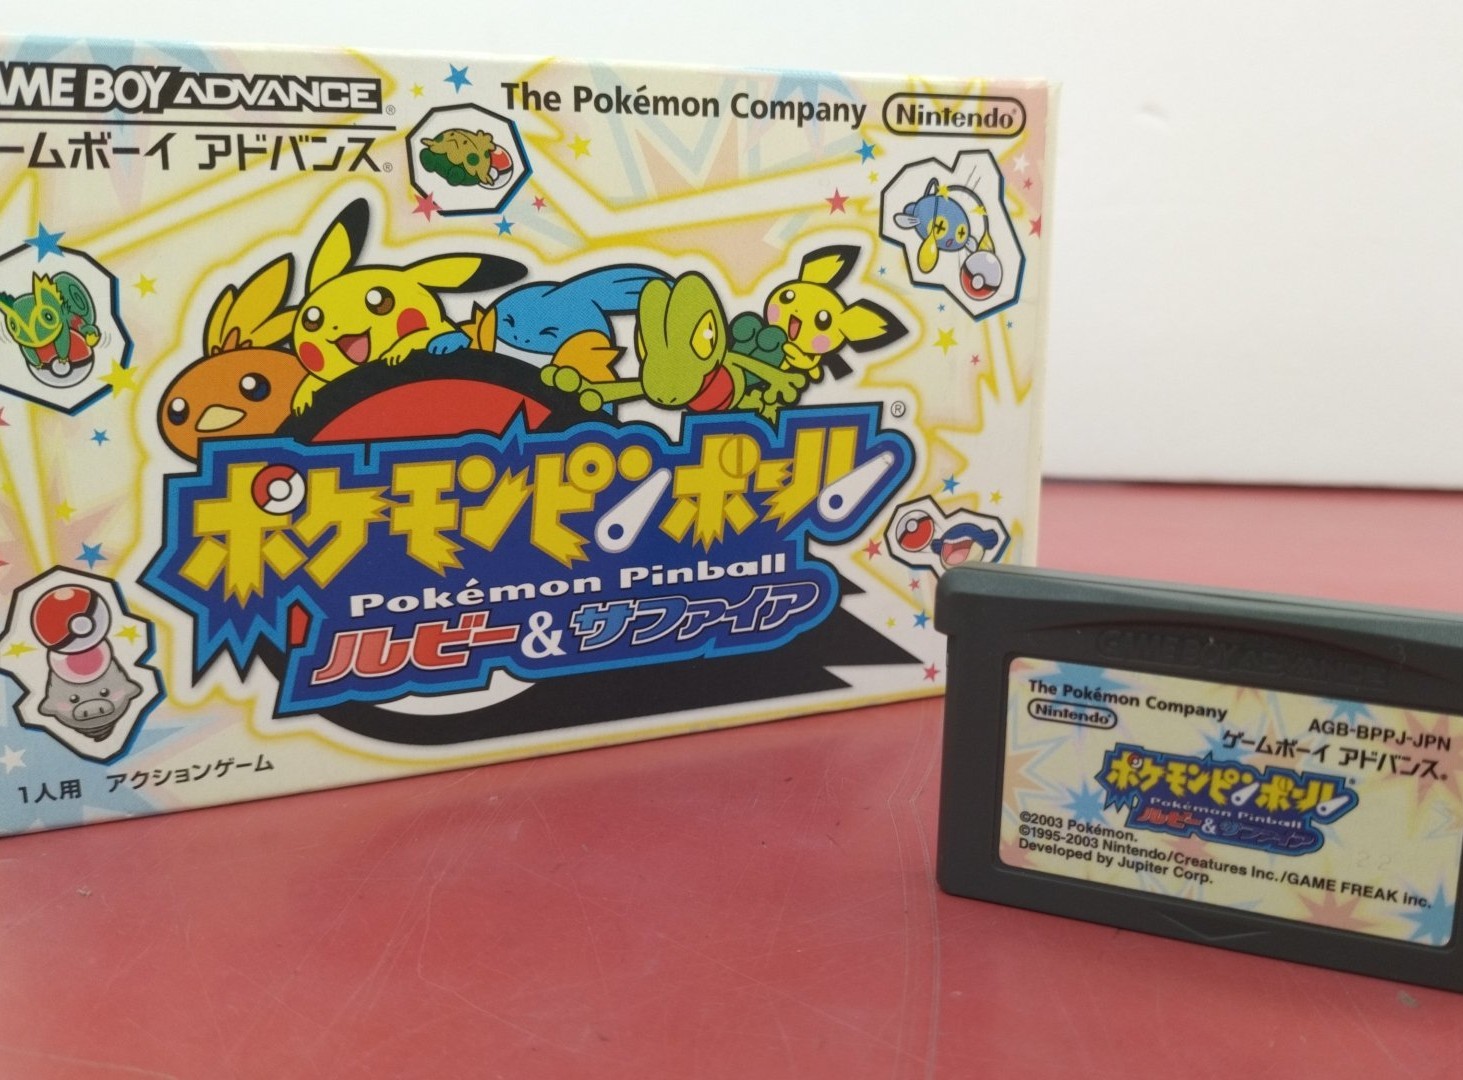 GAME BOY ADVANCE
ゲームボーイ アドバンス
The Pokémon Company
Nintendo
ポケモンピンボール
Pokémon Pinball
ルビー&サファイア
1人用 アクションゲーム
GAME BOY ADVANCE
The Pokémon Company
Nintendo
AGB-BPPJ-JPN
ゲームボーイ アドバンス
ポケモンピンボール
Pokémon Pinball
ルビー&サファイア
©2003 Pokémon.
©1995-2003 Nintendo/Creatures Inc./GAME FREAK inc.
Developed by Jupiter Corp.